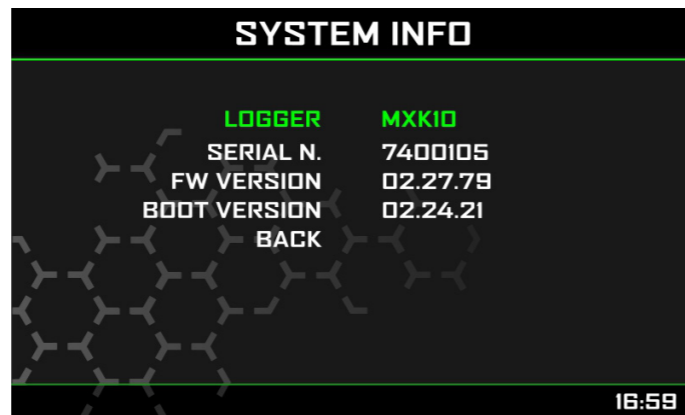 SYSTEM INFO
LOGGER MXK10
SERIAL N. 7400105
FW VERSION 02.27.79
BOOT VERSION 02.24.21
BACK
16:59